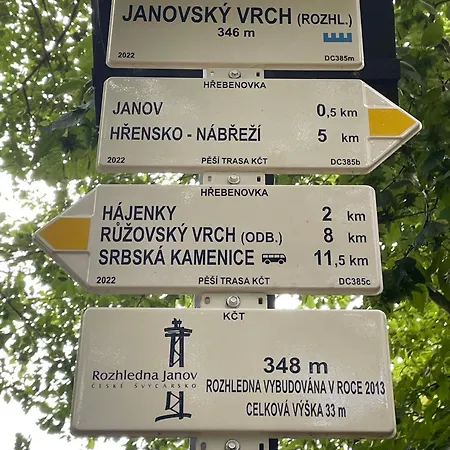 JANOVSKÝ VRCH (ROZHL.)
346 m
2022 DC385m
HŘEBENOVKA
JANOV 0,5 km
HŘENSKO - NÁBŘEŽÍ 5 km
2022 PĚŠÍ TRASA KČT DC385b
HŘEBENOVKA
HÁJENKY 2 km
RŮŽOVSKÝ VRCH (ODB.) 8 km
SRBSKÁ KAMENICE 11,5 km
2022 PĚŠÍ TRASA KČT DC385c
KČT
Rozhledna Janov
ČESKÉ ŠVÝCARSKO
348 m
ROZHLEDNA VYBUDOVÁNA V ROCE 2013
CELKOVÁ VÝŠKA 33 m